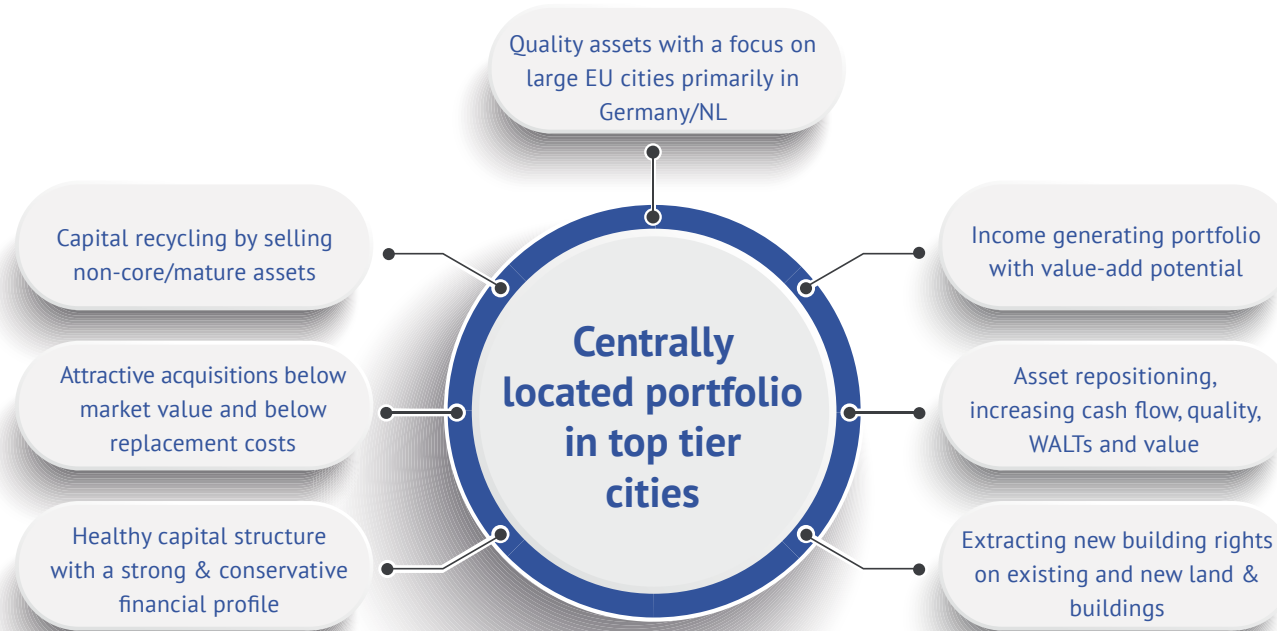 Quality assets with a focus on
large EU cities primarily in
Germany/NL
Capital recycling by selling
non-core/mature assets
Income generating portfolio
with value-add potential
Attractive acquisitions below
market value and below
replacement costs
Centrally
located portfolio
in top tier
cities
Asset repositioning,
increasing cash flow, quality,
WALTs and value
Healthy capital structure
with a strong & conservative
financial profile
Extracting new building rights
on existing and new land &
buildings